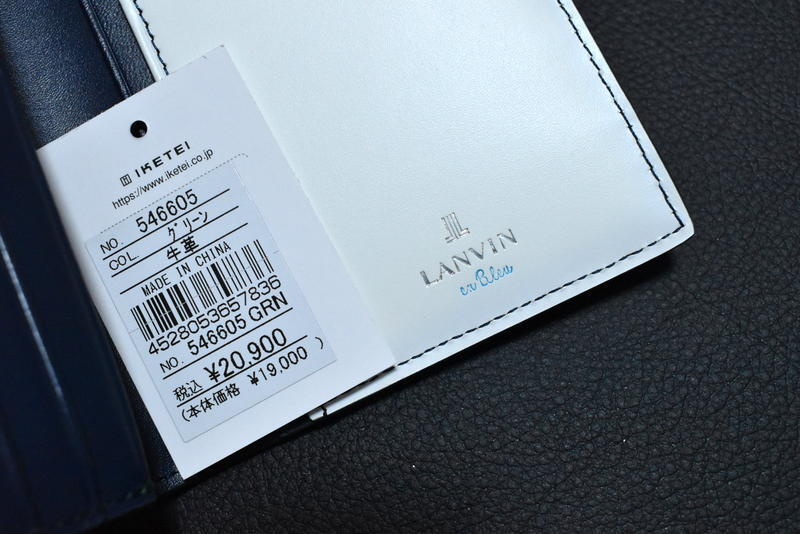 IKETEI
https://www.iketei.co.jp
NO. 546605
COL. グリーン
牛革
MADE IN CHINA
4528053657836
NO. 546605 GRN
税込 ¥20,900
(本体価格 ¥19,000 )
LANVIN
en Bleu